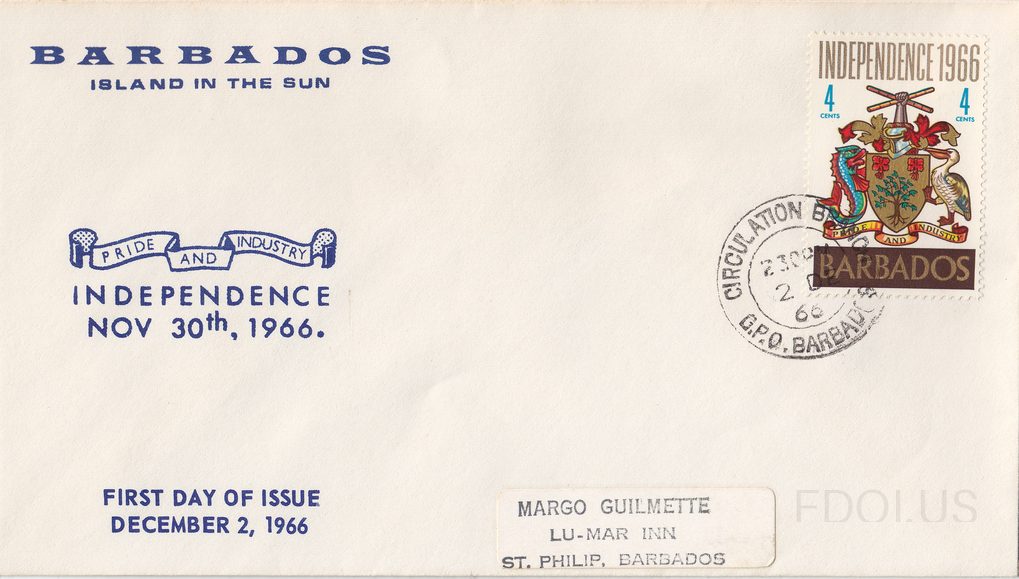 BARBADOS
ISLAND IN THE SUN
PRIDE AND INDUSTRY
INDEPENDENCE
NOV 30th, 1966.
FIRST DAY OF ISSUE
DECEMBER 2, 1966
INDEPENDENCE 1966
4 4
CENTS CENTS
PRIDE AND INDUSTRY
BARBADOS
CIRCULATION
2 DE
66
G.P.O. BARBADOS
MARGO GUILMETTE
LU-MAR INN
ST. PHILIP, BARBADOS
FDOI.US